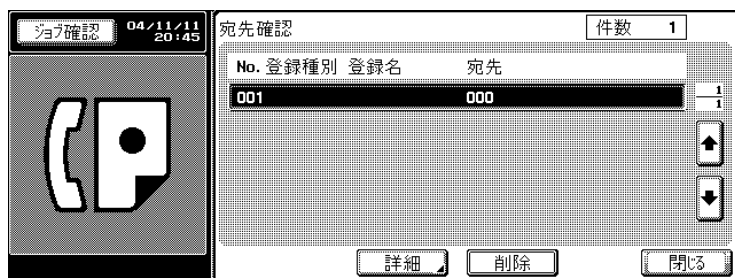 ジョブ確認 04/11/11 20:45
宛先確認 件数 1
No. 登録種別 登録名 宛先
001 000
1/1
詳細 削除 閉じる